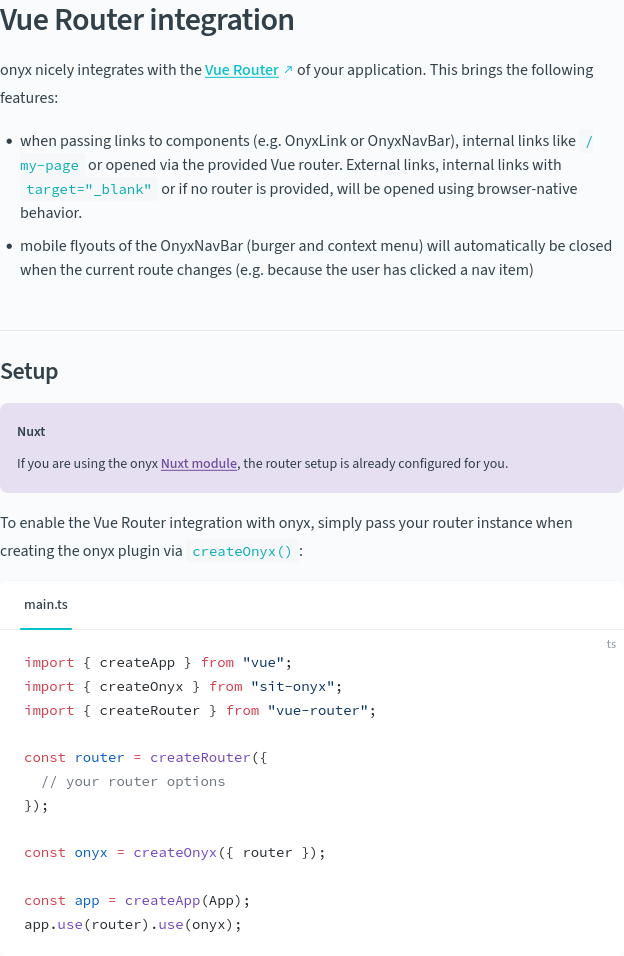 Vue Router integration
onyx nicely integrates with the Vue Router ↗ of your application. This brings the following
features:
• when passing links to components (e.g. OnyxLink or OnyxNavBar), internal links like /
my-page or opened via the provided Vue router. External links, internal links with
target="_blank" or if no router is provided, will be opened using browser-native
behavior.
• mobile flyouts of the OnyxNavBar (burger and context menu) will automatically be closed
when the current route changes (e.g. because the user has clicked a nav item)
Setup
Nuxt
If you are using the onyx Nuxt module, the router setup is already configured for you.
To enable the Vue Router integration with onyx, simply pass your router instance when
creating the onyx plugin via createOnyx() :
main.ts
ts
import { createApp } from "vue";
import { createOnyx } from "sit-onyx";
import { createRouter } from "vue-router";
const router = createRouter({
  // your router options
});
const onyx = createOnyx({ router });
const app = createApp(App);
app.use(router).use(onyx);